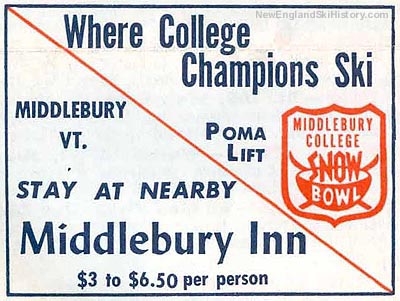 NewEnglandSkiHistory.com
Where College
Champions Ski
MIDDLEBURY
VT.
POMA
LIFT
MIDDLEBURY
COLLEGE
SNOW
BOWL
STAY AT NEARBY
Middlebury Inn
$3 to $6.50 per person